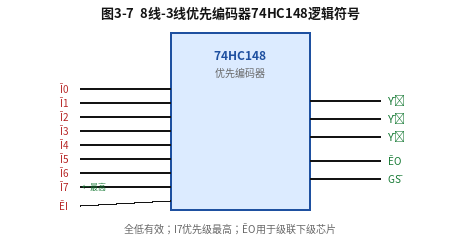 图3-7 8线-3线优先编码器74HC148逻辑符号
74HC148
优先编码器
Ī0
Ī1
Ī2
Ī3
Ī4
Ī5
Ī6
Ī7
ĒI
Y
Y
Y
ĒO
GS
全低有效；I7优先级最高；ĒO用于级联下级芯片